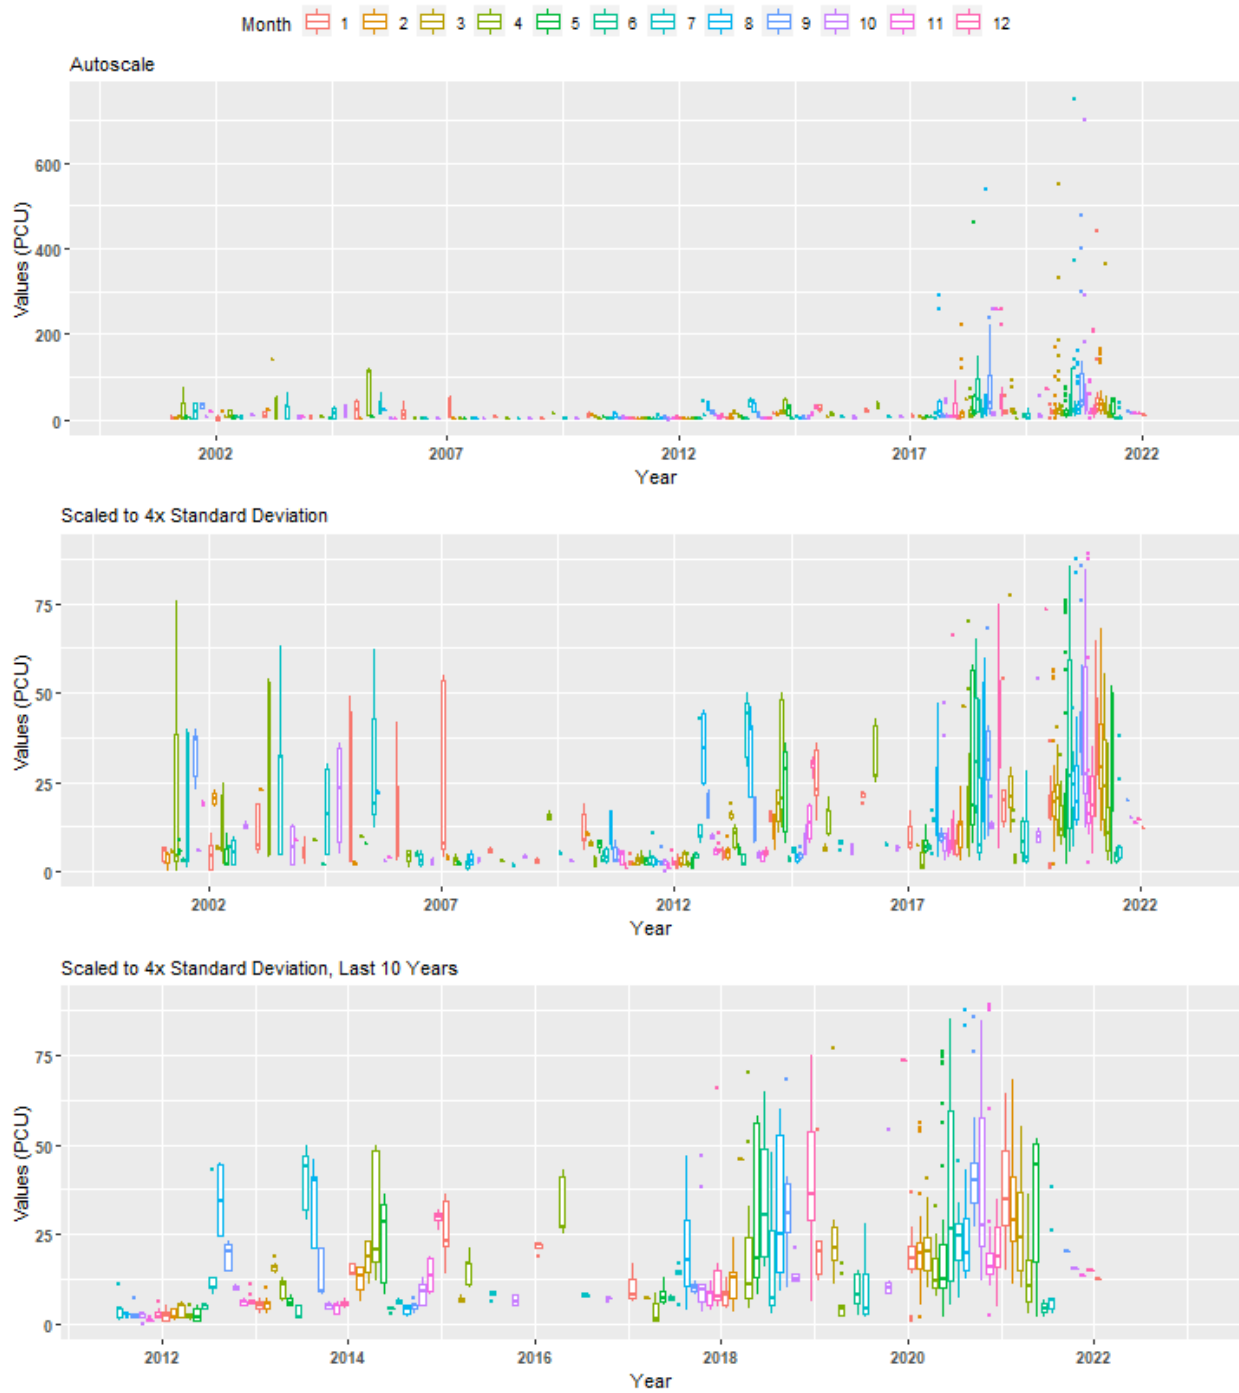 Month 1 2 3 4 5 6 7 8 9 10 11 12
Autoscale
Values (PCU)
600
400
200
0
2002 2007 2012 2017 2022
Year
Scaled to 4x Standard Deviation
Values (PCU)
75
50
25
0
2002 2007 2012 2017 2022
Year
Scaled to 4x Standard Deviation, Last 10 Years
Values (PCU)
75
50
25
0
2012 2014 2016 2018 2020 2022
Year